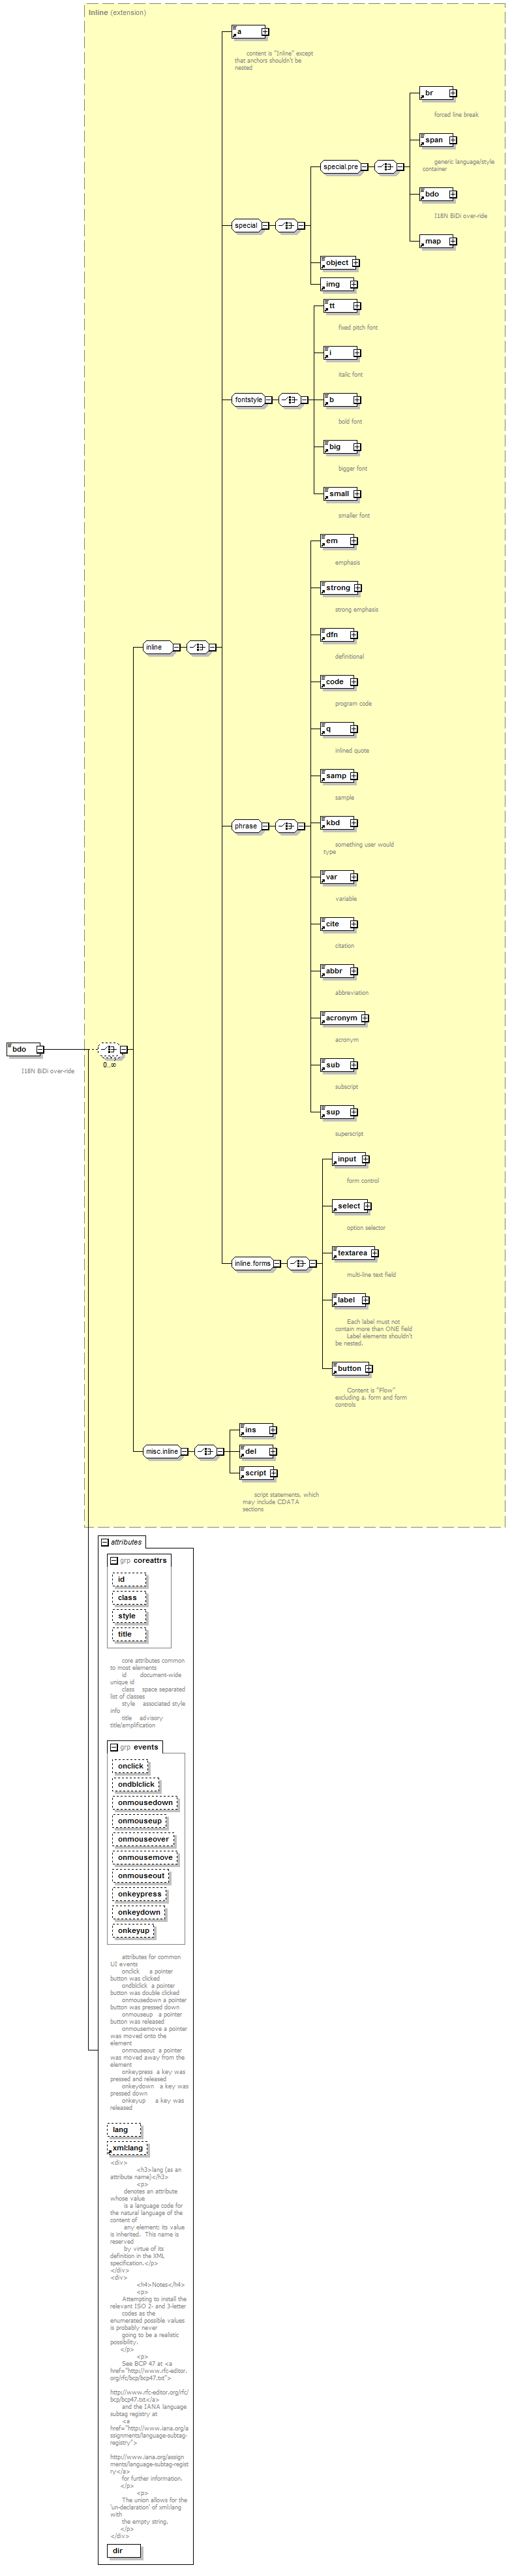 Inline (extension)
a
content is "Inline" except
that anchors shouldn't be
nested
br
forced line break
span
generic language/style
container
special.pre
bdo
I18N BiDi over-ride
map
special
object
img
tt
fixed pitch font
i
italic font
fontstyle
b
bold font
big
bigger font
small
smaller font
em
emphasis
strong
strong emphasis
dfn
definitional
inline
code
program code
q
inlined quote
samp
sample
phrase
kbd
something user would
type
var
variable
cite
citation
abbr
abbreviation
acronym
acronym
bdo
I18N BiDi over-ride
0..∞
sub
subscript
sup
superscript
input
form control
select
option selector
inline.forms
textarea
multi-line text field
label
Each label must not
contain more than ONE field
Label elements shouldn't
be nested.
button
Content is "Flow"
excluding a, form and form
controls
misc.inline
ins
del
script
script statements, which
may include CDATA
sections
attributes
grp coreattrs
id
class
style
title
core attributes common
to most elements
id document-wide
unique id
class space separated
list of classes
style associated style
info
title advisory
title/amplification
grp events
onclick
ondblclick
onmousedown
onmouseup
onmouseover
onmousemove
onmouseout
onkeypress
onkeydown
onkeyup
attributes for common
UI events
onclick a pointer
button was clicked
ondblclick a pointer
button was double clicked
onmousedown a pointer
button was pressed down
onmouseup a pointer
button was released
onmousemove a pointer
was moved onto the
element
onmouseout a pointer
was moved away from the
element
onkeypress a key was
pressed and released
onkeydown a key was
pressed down
onkeyup a key was
released
lang
xml:lang
<div>
<h3>lang (as an
attribute name)</h3>
<p>
denotes an attribute
whose value
is a language code for
the natural language of the
content of
any element; its value
is inherited. This name is
reserved
by virtue of its
definition in the XML
specification.</p>
</div>
<div>
<h4>Notes</h4>
<p>
Attempting to install the
relevant ISO 2- and 3-letter
codes as the
enumerated possible values
is probably never
going to be a realistic
possibility.
</p>
<p>
See BCP 47 at <a
href="http://www.rfc-editor.
org/rfc/bcp/bcp47.txt">
http://www.rfc-editor.org/rfc/
bcp/bcp47.txt</a>
and the IANA language
subtag registry at
<a
href="http://www.iana.org/a
ssignments/language-subtag-
registry">
http://www.iana.org/assign
ments/language-subtag-regist
ry</a>
for further information.
</p>
<p>
The union allows for the
'un-declaration' of xml:lang
with
the empty string.
</p>
</div>
dir